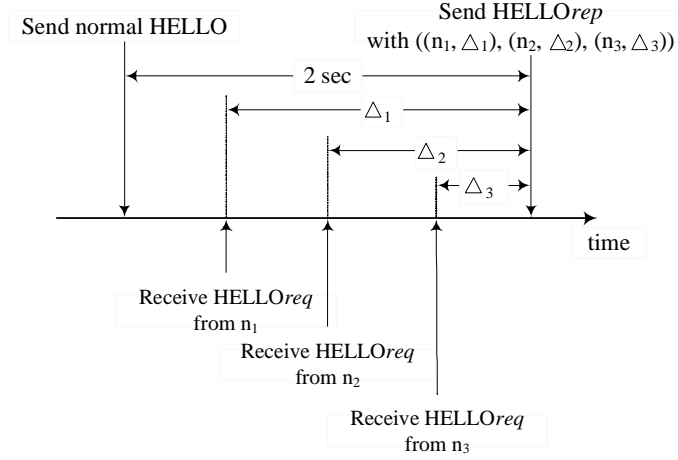 Send normal HELLO
Send HELLOrep
with ((n₁, △₁), (n₂, △₂), (n₃, △₃))
2 sec
△₁
△₂
△₃
time
Receive HELLOreq
from n₁
Receive HELLOreq
from n₂
Receive HELLOreq
from n₃